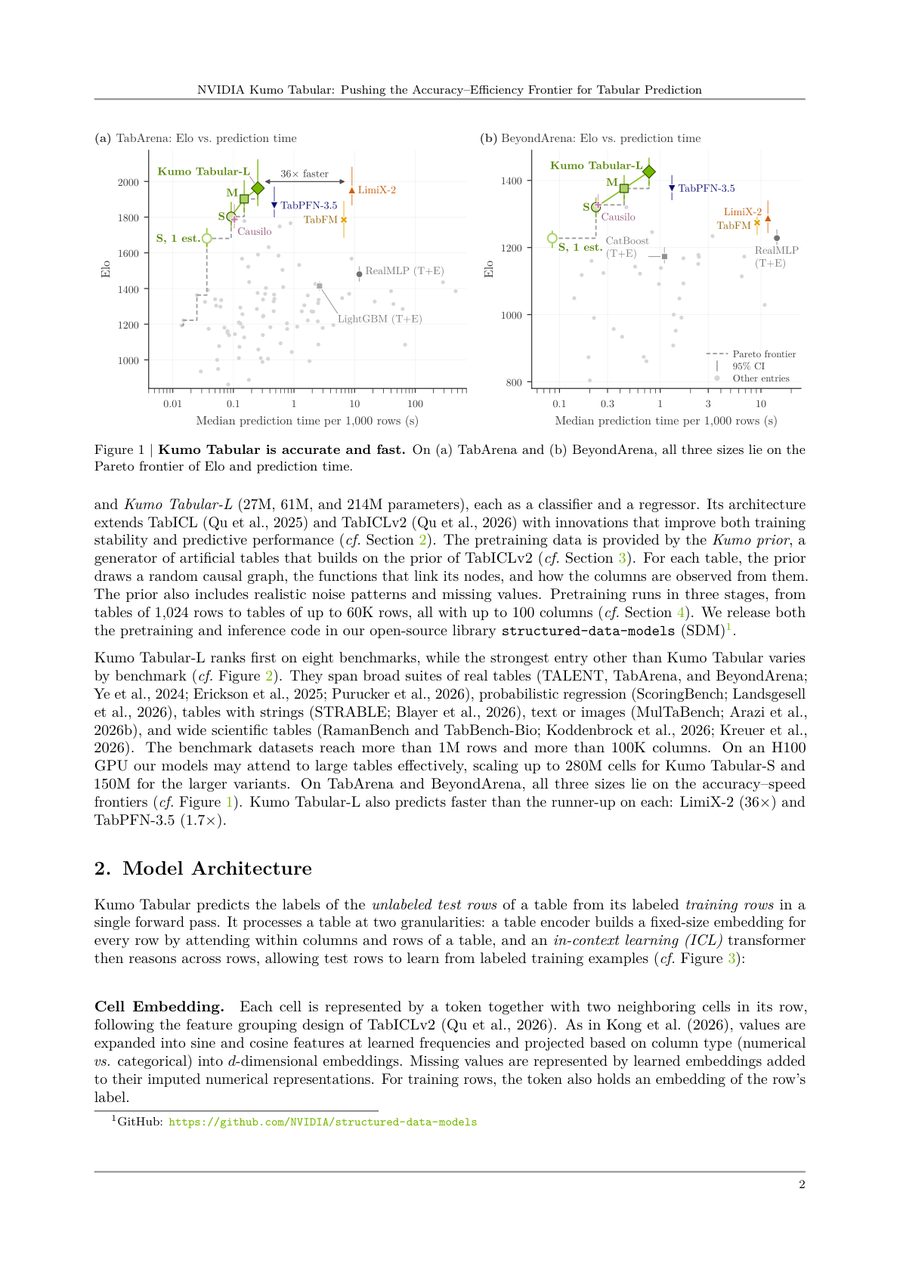 NVIDIA Kumo Tabular: Pushing the Accuracy–Efficiency Frontier for Tabular Prediction
(a) TabArena: Elo vs. prediction time
2000
1800
1600
1400
1200
1000
Elo
0.01
0.1
1
10
100
Median prediction time per 1,000 rows (s)
Kumo Tabular-L
M
S
S, 1 est.
36× faster
LimiX-2
TabPFN-3.5
TabFM
Causilo
RealMLP (T+E)
LightGBM (T+E)
(b) BeyondArena: Elo vs. prediction time
1400
1200
1000
800
Elo
0.1
0.3
1
3
10
Median prediction time per 1,000 rows (s)
Kumo Tabular-L
M
S
S, 1 est.
TabPFN-3.5
Causilo
LimiX-2
TabFM
CatBoost
(T+E)
RealMLP
(T+E)
Pareto frontier
95% CI
Other entries
Figure 1 | Kumo Tabular is accurate and fast. On (a) TabArena and (b) BeyondArena, all three sizes lie on the
Pareto frontier of Elo and prediction time.
and Kumo Tabular-L (27M, 61M, and 214M parameters), each as a classifier and a regressor. Its architecture
extends TabICL (Qu et al., 2025) and TabICLv2 (Qu et al., 2026) with innovations that improve both training
stability and predictive performance (cf. Section 2). The pretraining data is provided by the Kumo prior, a
generator of artificial tables that builds on the prior of TabICLv2 (cf. Section 3). For each table, the prior
draws a random causal graph, the functions that link its nodes, and how the columns are observed from them.
The prior also includes realistic noise patterns and missing values. Pretraining runs in three stages, from
tables of 1,024 rows to tables of up to 60K rows, all with up to 100 columns (cf. Section 4). We release both
the pretraining and inference code in our open-source library structured-data-models (SDM)1.
Kumo Tabular-L ranks first on eight benchmarks, while the strongest entry other than Kumo Tabular varies
by benchmark (cf. Figure 2). They span broad suites of real tables (TALENT, TabArena, and BeyondArena;
Ye et al., 2024; Erickson et al., 2025; Purucker et al., 2026), probabilistic regression (ScoringBench; Landsgesell
et al., 2026), tables with strings (STRABLE; Blayer et al., 2026), text or images (MulTaBench; Arazi et al.,
2026b), and wide scientific tables (RamanBench and TabBench-Bio; Koddenbrock et al., 2026; Kreuer et al.,
2026). The benchmark datasets reach more than 1M rows and more than 100K columns. On an H100
GPU our models may attend to large tables effectively, scaling up to 280M cells for Kumo Tabular-S and
150M for the larger variants. On TabArena and BeyondArena, all three sizes lie on the accuracy–speed
frontiers (cf. Figure 1). Kumo Tabular-L also predicts faster than the runner-up on each: LimiX-2 (36×) and
TabPFN-3.5 (1.7×).
2. Model Architecture
Kumo Tabular predicts the labels of the unlabeled test rows of a table from its labeled training rows in a
single forward pass. It processes a table at two granularities: a table encoder builds a fixed-size embedding for
every row by attending within columns and rows of a table, and an in-context learning (ICL) transformer
then reasons across rows, allowing test rows to learn from labeled training examples (cf. Figure 3):
Cell Embedding. Each cell is represented by a token together with two neighboring cells in its row,
following the feature grouping design of TabICLv2 (Qu et al., 2026). As in Kong et al. (2026), values are
expanded into sine and cosine features at learned frequencies and projected based on column type (numerical
vs. categorical) into d-dimensional embeddings. Missing values are represented by learned embeddings added
to their imputed numerical representations. For training rows, the token also holds an embedding of the row's
label.
1GitHub: https://github.com/NVIDIA/structured-data-models
2